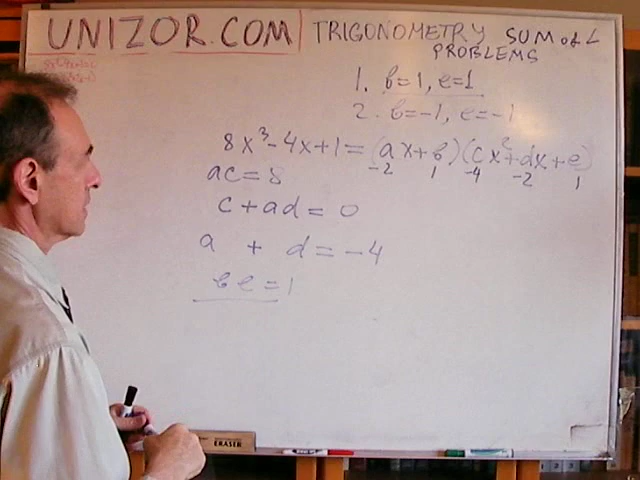 UNIZOR.COM
TRIGONOMETRY SUM of ∠
PROBLEMS
1. b=1, e=1
2. b=-1, e=-1
8x³-4x+1=(ax+b)(cx²+dx+e)
-2 1 -4 -2 1
ac=8
c+ad=0
a + d=-4
be=1
ERASER